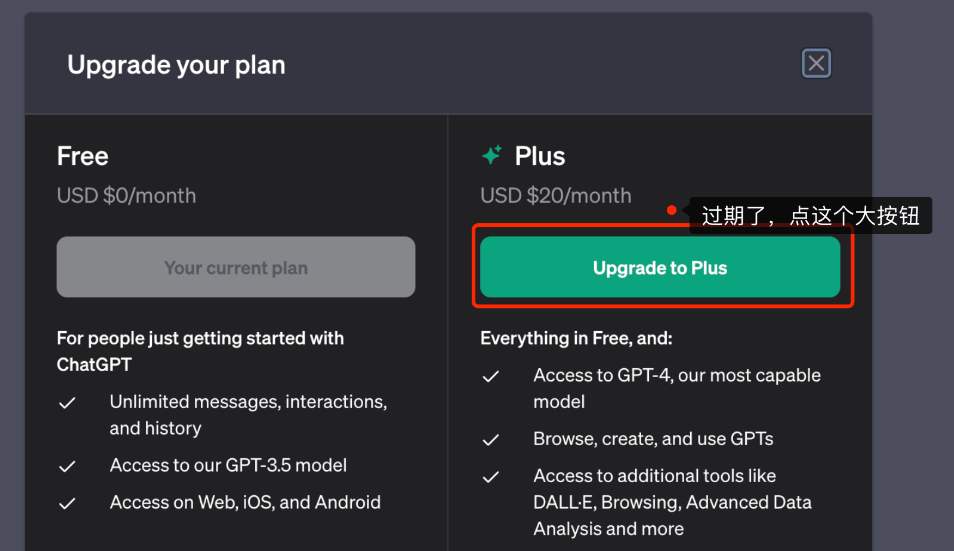 Upgrade your plan
Free
USD $0/month
Your current plan
For people just getting started with
ChatGPT
Unlimited messages, interactions,
and history
Access to our GPT-3.5 model
Access on Web, iOS, and Android
Plus
USD $20/month
过期了，点这个大按钮
Upgrade to Plus
Everything in Free, and:
Access to GPT-4, our most capable
model
Browse, create, and use GPTs
Access to additional tools like
DALL·E, Browsing, Advanced Data
Analysis and more